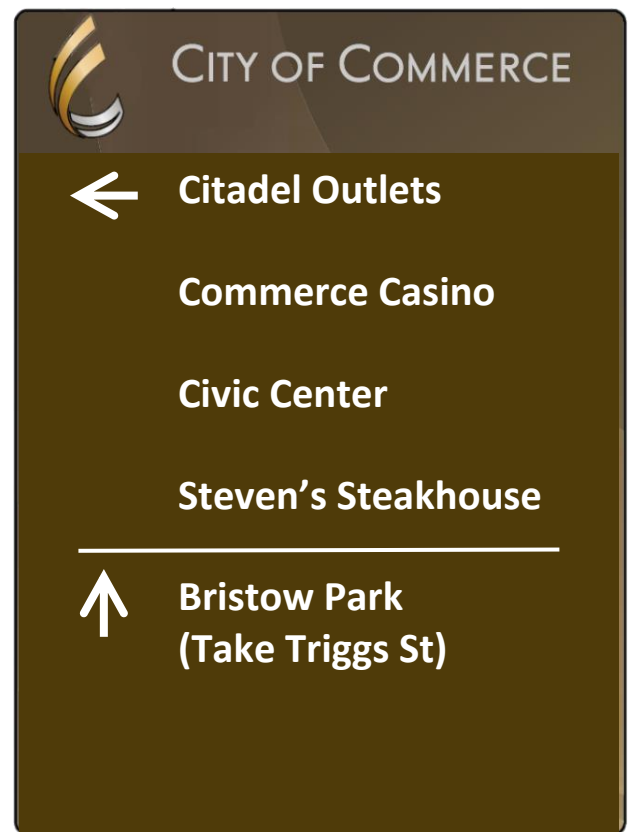 CITY OF COMMERCE
Citadel Outlets
Commerce Casino
Civic Center
Steven’s Steakhouse
Bristow Park
(Take Triggs St)